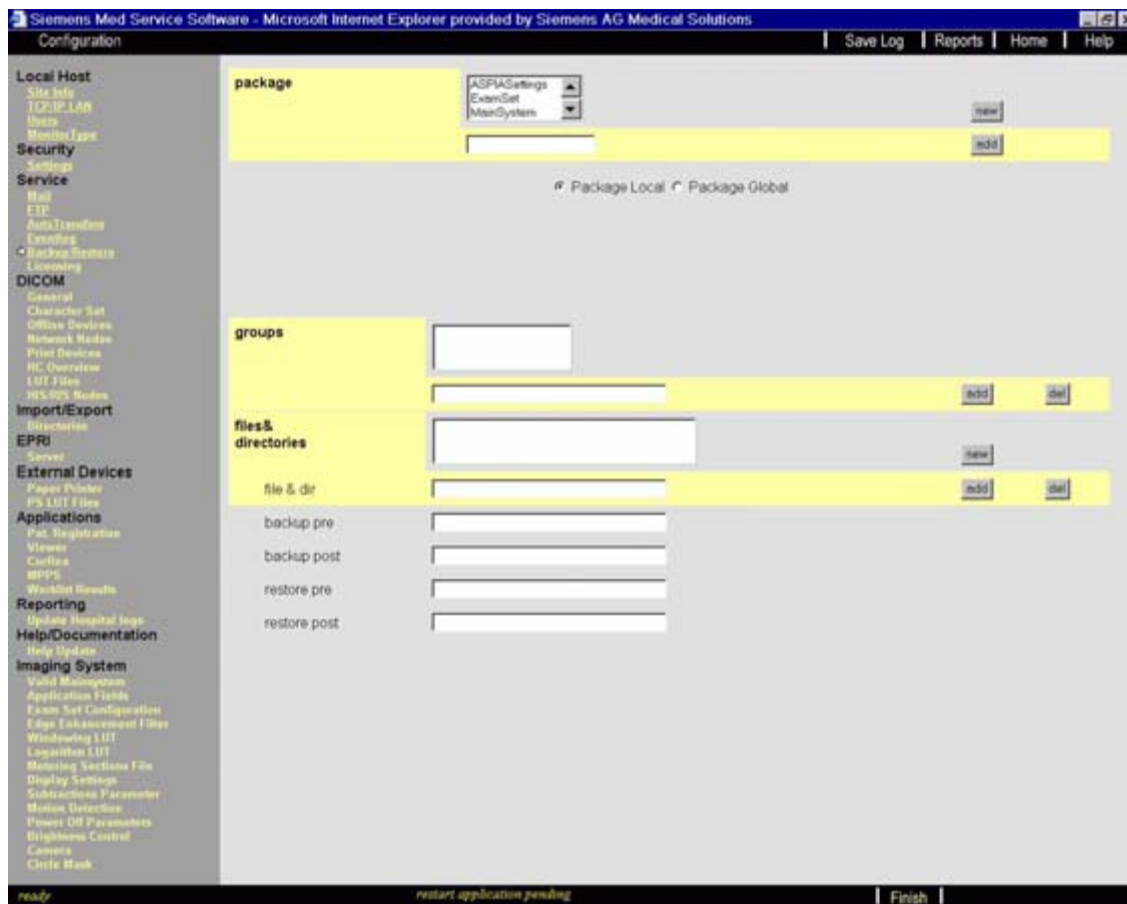 Siemens Med Service Software - Microsoft Internet Explorer provided by Siemens AG Medical Solutions
Configuration
Save Log
Reports
Home
Help
Local Host
Site Info
TCP/IP LAN
Users
MonitorType
Security
Settings
Service
Mail
FTP
AutoTransfers
Eventlog
Backup/Restore
Licensing
DICOM
General
Character Set
Offline Devices
Network Nodes
Print Devices
HC Overview
LUT Files
HIS/RIS Nodes
Import/Export
Directories
EPRI
Server
External Devices
Paper Printer
PS LUT Files
Applications
Pat. Registration
Viewer
CarRea
MPPS
Worklist Results
Reporting
Update Hospital logo
Help/Documentation
Help Update
Imaging System
Valid Mainsystem
Application Fields
Exam Set Configuration
Edge Enhancement Filter
Windowing LUT
Logarithm LUT
Metering Sections File
Display Settings
Subtractions Parameter
Motion Detection
Power Off Parameters
Brightness Control
Camera
Circle Mask
package
ASPIASettings
ExamSet
MainSystem
new
add
Package Local
Package Global
groups
add
del
files&
directories
new
file & dir
add
del
backup pre
backup post
restore pre
restore post
ready
restart application pending
Finish